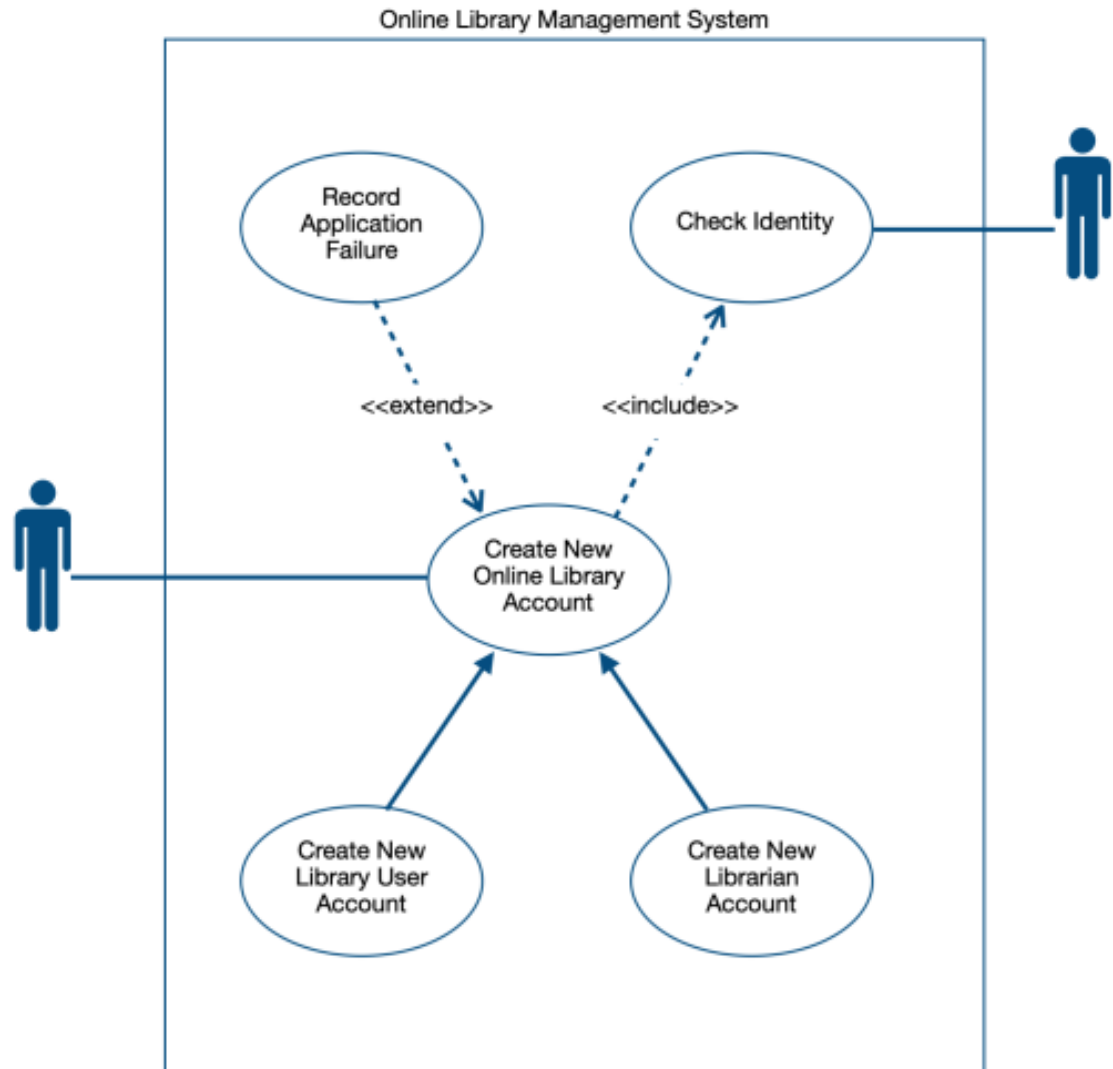 Online Library Management System
Record
Application
Failure
Check Identity
<<extend>>
<<include>>
Create New
Online Library
Account
Create New
Library User
Account
Create New
Librarian
Account